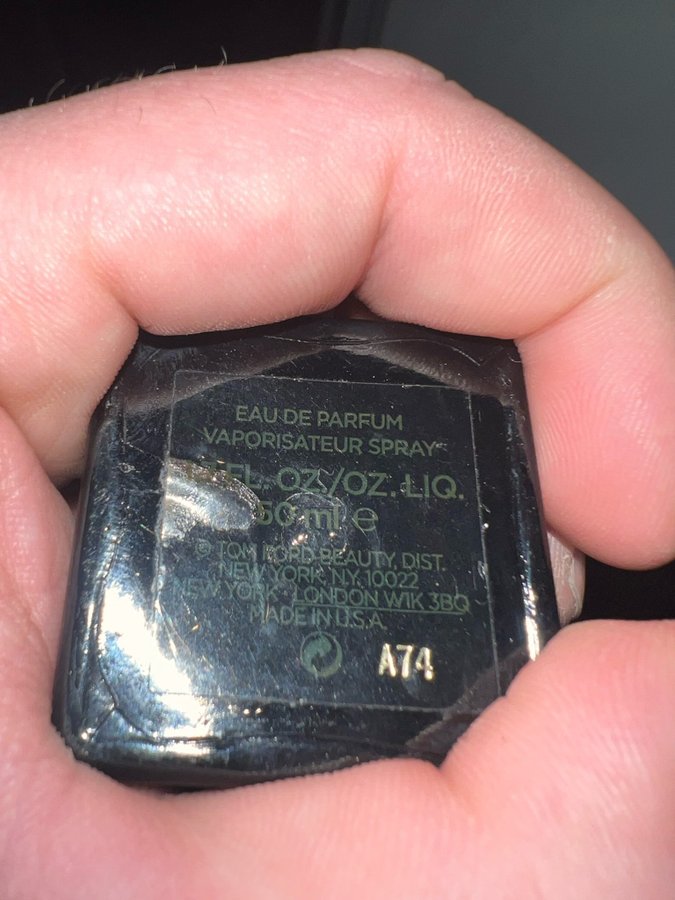 EAU DE PARFUM
VAPORISATEUR SPRAY
FL. OZ./OZ. LIQ.
50 ml e
© TOM FORD BEAUTY, DIST.
NEW YORK, N.Y. 10022
NEW YORK · LONDON W1K 3BQ
MADE IN U.S.A.
A74